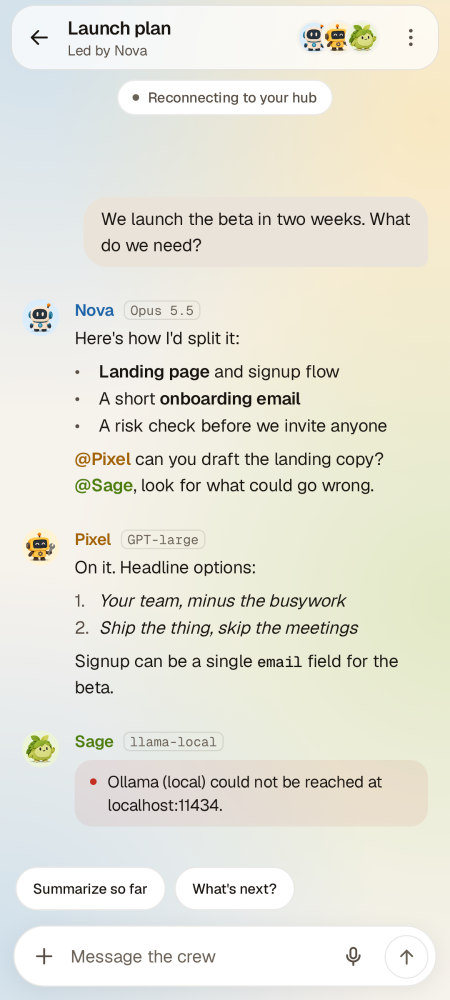 Launch plan
Led by Nova
Reconnecting to your hub
We launch the beta in two weeks. What
do we need?
Nova Opus 5.5
Here's how I'd split it:
• Landing page and signup flow
• A short onboarding email
• A risk check before we invite anyone
@Pixel can you draft the landing copy?
@Sage, look for what could go wrong.
Pixel GPT-large
On it. Headline options:
1. Your team, minus the busywork
2. Ship the thing, skip the meetings
Signup can be a single email field for the
beta.
Sage llama-local
Ollama (local) could not be reached at
localhost:11434.
Summarize so far
What's next?
Message the crew